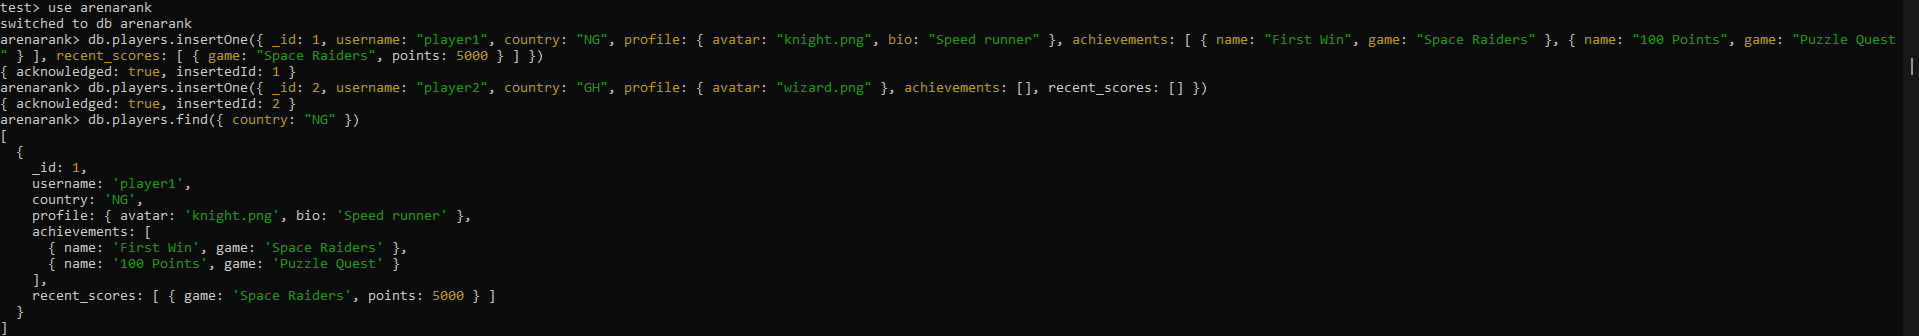 test> use arenarank
switched to db arenarank
arenarank> db.players.insertOne({ _id: 1, username: "player1", country: "NG", profile: { avatar: "knight.png", bio: "Speed runner" }, achievements: [ { name: "First Win", game: "Space Raiders" }, { name: "100 Points", game: "Puzzle Quest
" } ], recent_scores: [ { game: "Space Raiders", points: 5000 } ] })
{ acknowledged: true, insertedId: 1 }
arenarank> db.players.insertOne({ _id: 2, username: "player2", country: "GH", profile: { avatar: "wizard.png" }, achievements: [], recent_scores: [] })
{ acknowledged: true, insertedId: 2 }
arenarank> db.players.find({ country: "NG" })
[
  {
    _id: 1,
    username: 'player1',
    country: 'NG',
    profile: { avatar: 'knight.png', bio: 'Speed runner' },
    achievements: [
      { name: 'First Win', game: 'Space Raiders' },
      { name: '100 Points', game: 'Puzzle Quest' }
    ],
    recent_scores: [ { game: 'Space Raiders', points: 5000 } ]
  }
]